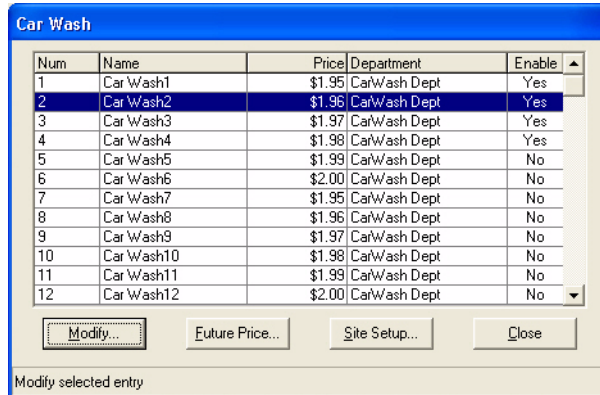 Car Wash
Num Name Price Department Enable
1 Car Wash1 $1.95 CarWash Dept Yes
2 Car Wash2 $1.96 CarWash Dept Yes
3 Car Wash3 $1.97 CarWash Dept Yes
4 Car Wash4 $1.98 CarWash Dept Yes
5 Car Wash5 $1.99 CarWash Dept No
6 Car Wash6 $2.00 CarWash Dept No
7 Car Wash7 $1.95 CarWash Dept No
8 Car Wash8 $1.96 CarWash Dept No
9 Car Wash9 $1.97 CarWash Dept No
10 Car Wash10 $1.98 CarWash Dept No
11 Car Wash11 $1.99 CarWash Dept No
12 Car Wash12 $2.00 CarWash Dept No
Modify... Future Price... Site Setup... Close
Modify selected entry